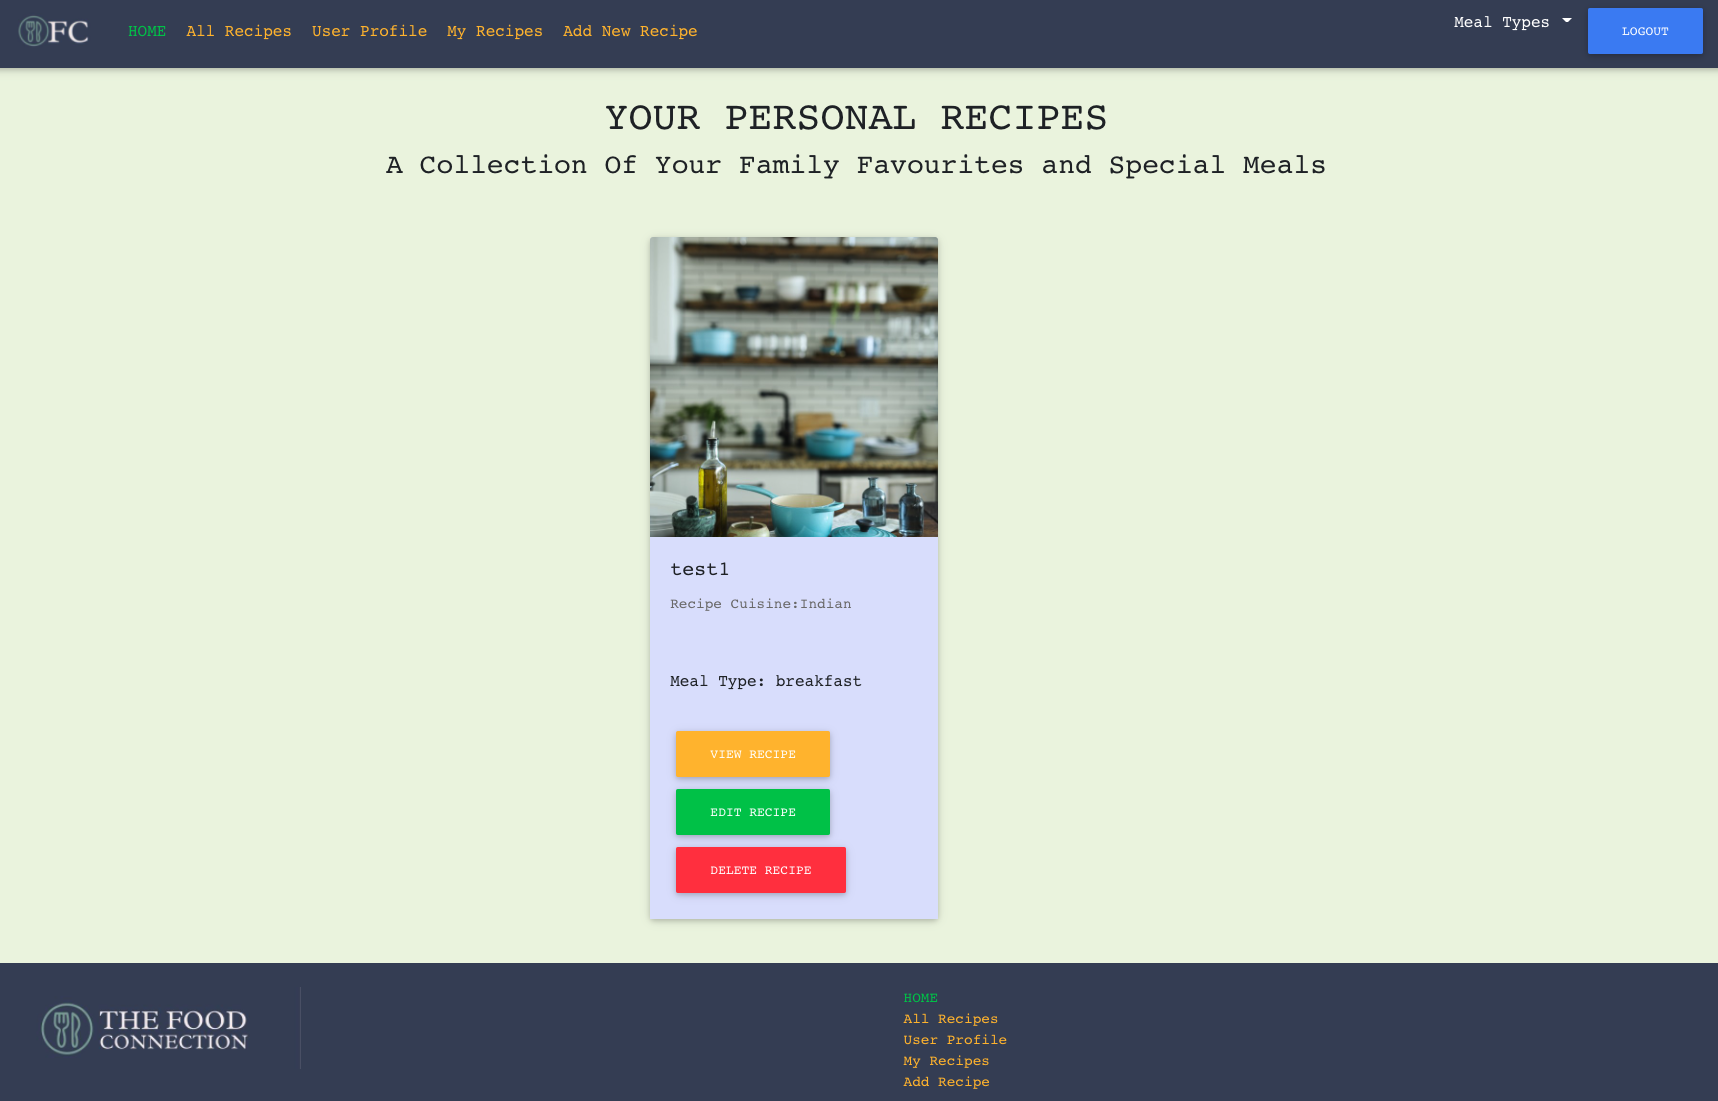 FC HOME All Recipes User Profile My Recipes Add New Recipe Meal Types LOGOUT
YOUR PERSONAL RECIPES
A Collection Of Your Family Favourites and Special Meals
test1
Recipe Cuisine:Indian
Meal Type: breakfast
VIEW RECIPE
EDIT RECIPE
DELETE RECIPE
THE FOOD
CONNECTION
HOME
All Recipes
User Profile
My Recipes
Add Recipe